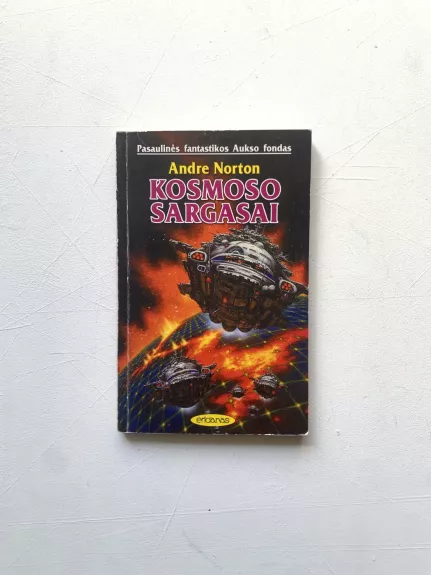 Pasaulinės fantastikos Aukso fondas
Andre Norton
KOSMOSO
SARGASAI
eridanas